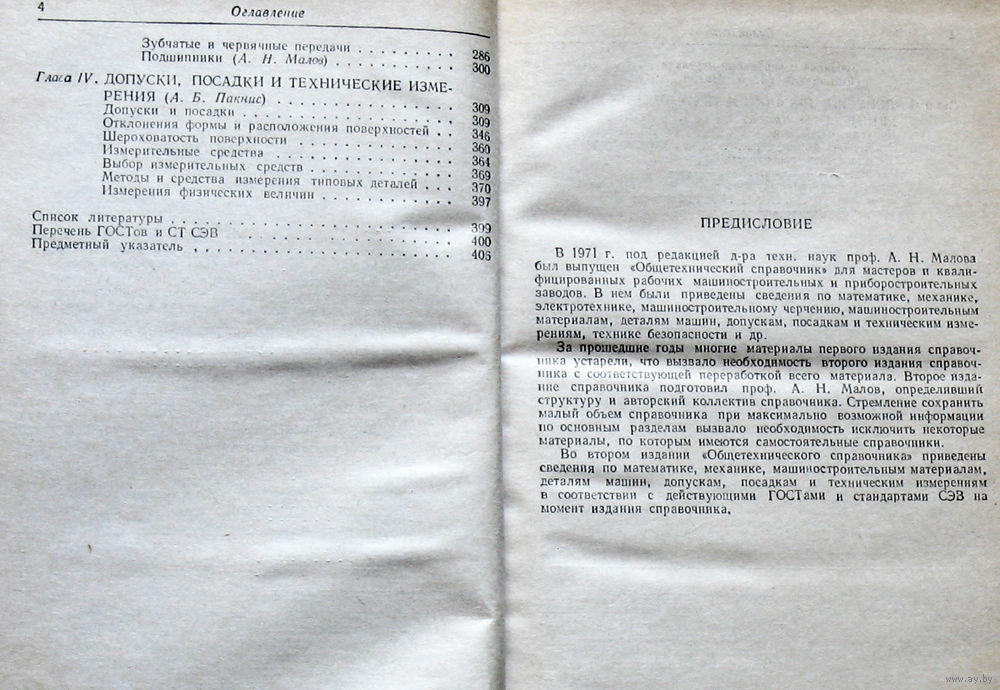 4
Оглавление
Зубчатые и червячные передачи . . . . . . . . . 286
Подшипники (А. Н. Малов) . . . . . . . . . . . 300
Глава IV. ДОПУСКИ, ПОСАДКИ И ТЕХНИЧЕСКИЕ ИЗМЕ-
РЕНИЯ (А. Б. Пакнис) . . . . . . . . . . . . . 309
Допуски и посадки . . . . . . . . . . . . . . . 309
Отклонения формы и расположения поверхностей . . 346
Шероховатость поверхности . . . . . . . . . . . 360
Измерительные средства . . . . . . . . . . . . 364
Выбор измерительных средств . . . . . . . . . . 369
Методы и средства измерения типовых деталей . . . 370
Измерения физических величин . . . . . . . . . 397
Список литературы . . . . . . . . . . . . . . . 399
Перечень ГОСТов и СТ СЭВ . . . . . . . . . . . 400
Предметный указатель . . . . . . . . . . . . . 403
ПРЕДИСЛОВИЕ
В 1971 г. под редакцией д-ра техн. наук проф. А. Н. Малова
был выпущен «Общетехнический справочник» для мастеров и квали-
фицированных рабочих машиностроительных и приборостроительных
заводов. В нем были приведены сведения по математике, механике,
электротехнике, машиностроительному черчению, машиностроительным
материалам, деталям машин, допускам, посадкам и техническим изме-
рениям, технике безопасности и др.
За прошедшие годы многие материалы первого издания справоч-
ника устарели, что вызвало необходимость второго издания справоч-
ника с соответствующей переработкой всего материала. Второе изда-
ние справочника подготовил проф. А. Н. Малов, определивший
структуру и авторский коллектив справочника. Стремление сохранить
малый объем справочника при максимально возможной информации
по основным разделам вызвало необходимость исключить некоторые
материалы, по которым имеются самостоятельные справочники.
Во втором издании «Общетехнического справочника» приведены
сведения по математике, механике, машиностроительным материалам,
деталям машин, допускам, посадкам и техническим измерениям
в соответствии с действующими ГОСТами и стандартами СЭВ на
момент издания справочника.
www.ay.by